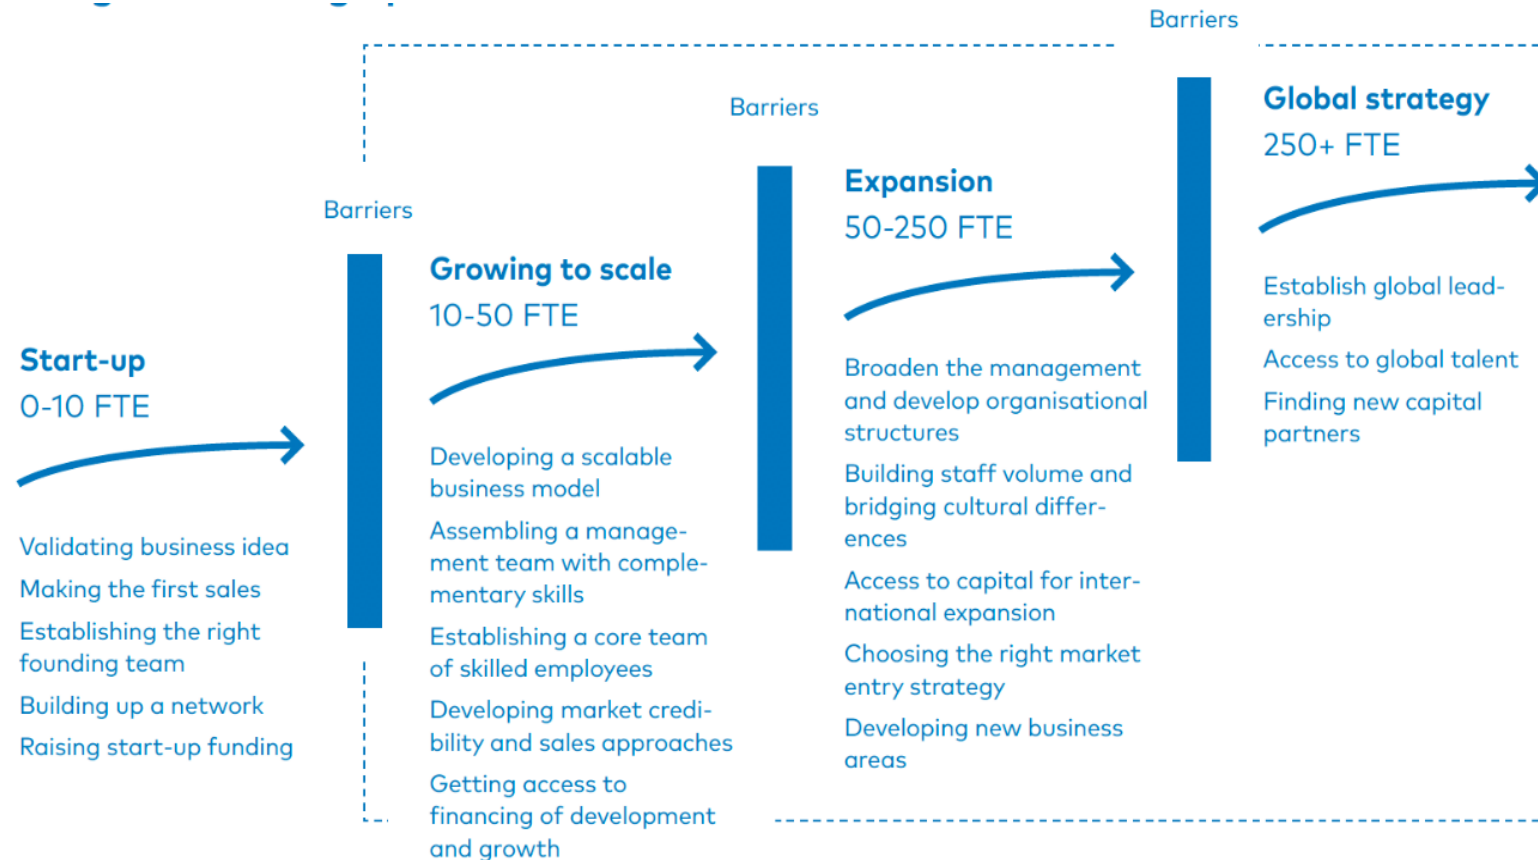 Barriers
Global strategy
250+ FTE
Establish global lead-
ership
Access to global talent
Finding new capital
partners
Barriers
Expansion
50-250 FTE
Broaden the management
and develop organisational
structures
Building staff volume and
bridging cultural differ-
ences
Access to capital for inter-
national expansion
Choosing the right market
entry strategy
Developing new business
areas
Barriers
Growing to scale
10-50 FTE
Developing a scalable
business model
Assembling a manage-
ment team with comple-
mentary skills
Establishing a core team
of skilled employees
Developing market credi-
bility and sales approaches
Getting access to
financing of development
and growth
Start-up
0-10 FTE
Validating business idea
Making the first sales
Establishing the right
founding team
Building up a network
Raising start-up funding